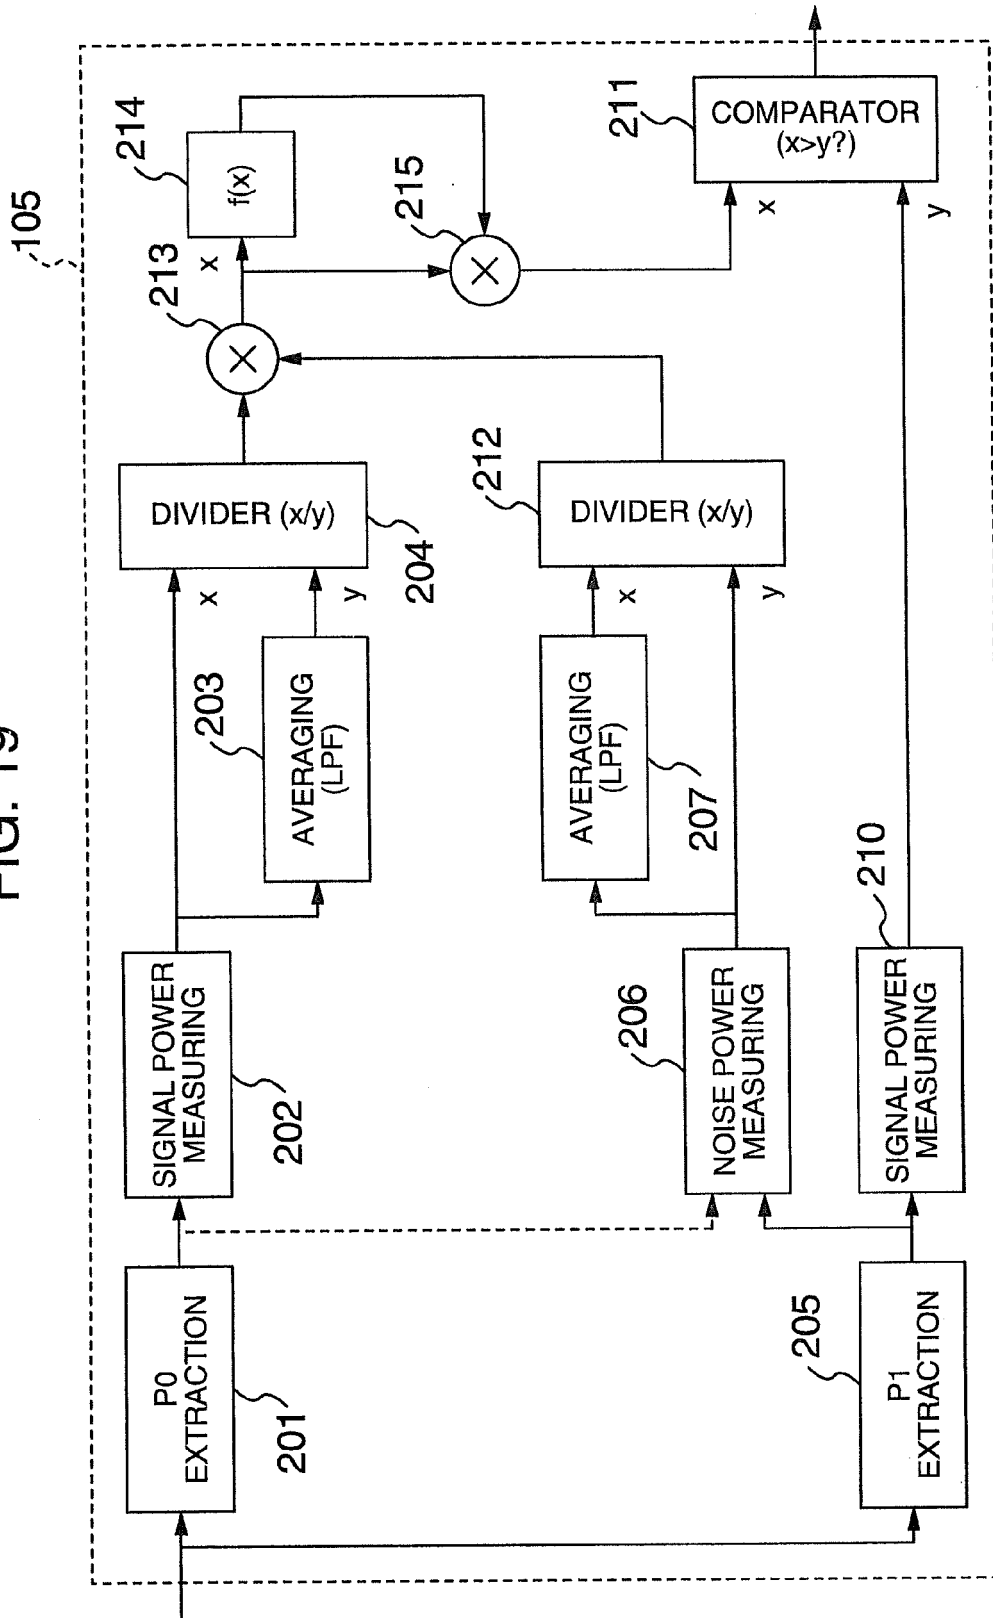 FIG. 19
105
P0
EXTRACTION
201
SIGNAL POWER
MEASURING
202
AVERAGING
(LPF)
203
x
y
DIVIDER (x/y)
204
213
x
f(x)
214
215
P1
EXTRACTION
205
NOISE POWER
MEASURING
206
AVERAGING
(LPF)
207
x
y
DIVIDER (x/y)
212
SIGNAL POWER
MEASURING
210
x
y
COMPARATOR
(x>y?)
211